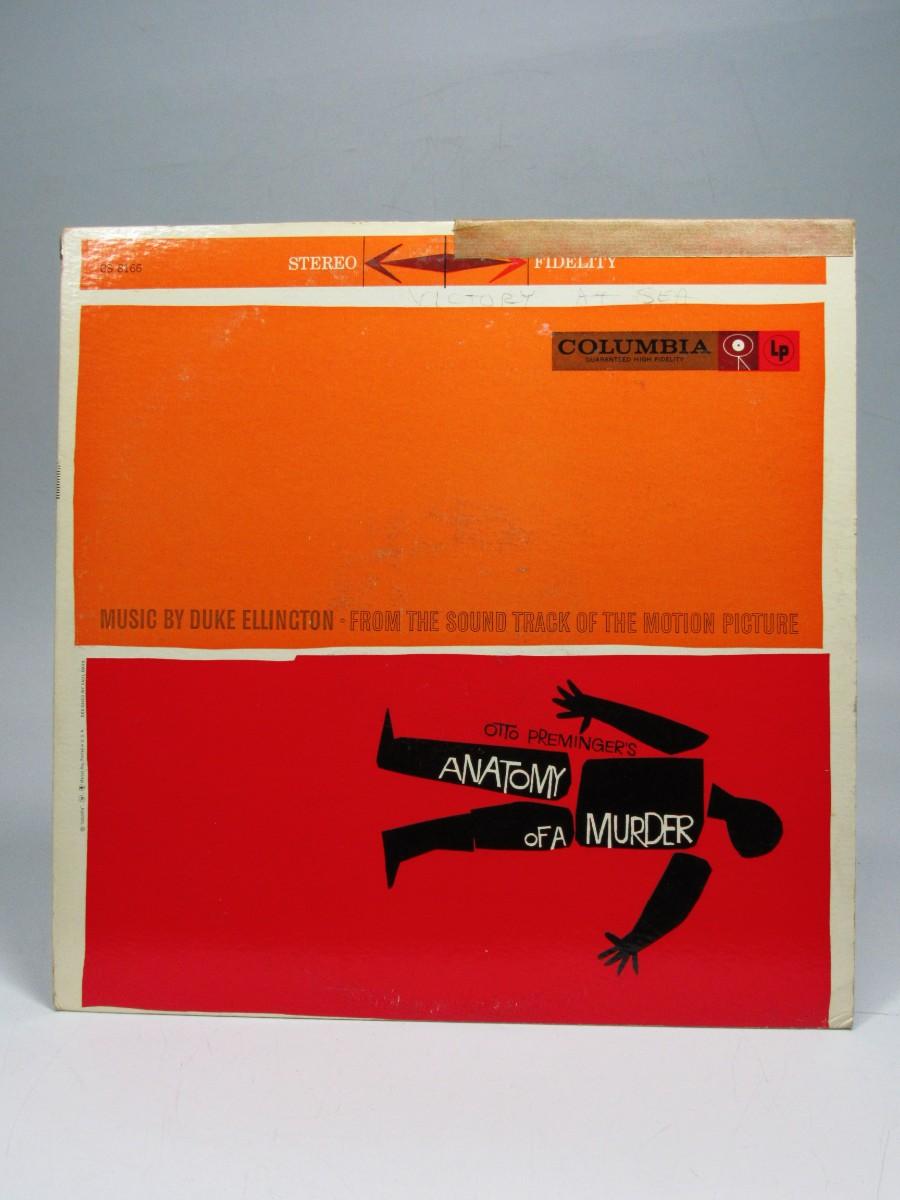 CS 8166
STEREO FIDELITY
VICTORY AT SEA
COLUMBIA
GUARANTEED HIGH FIDELITY
Lp
MUSIC BY DUKE ELLINGTON · FROM THE SOUND TRACK OF THE MOTION PICTURE
OTTO PREMINGER'S
ANATOMY
OF A MURDER